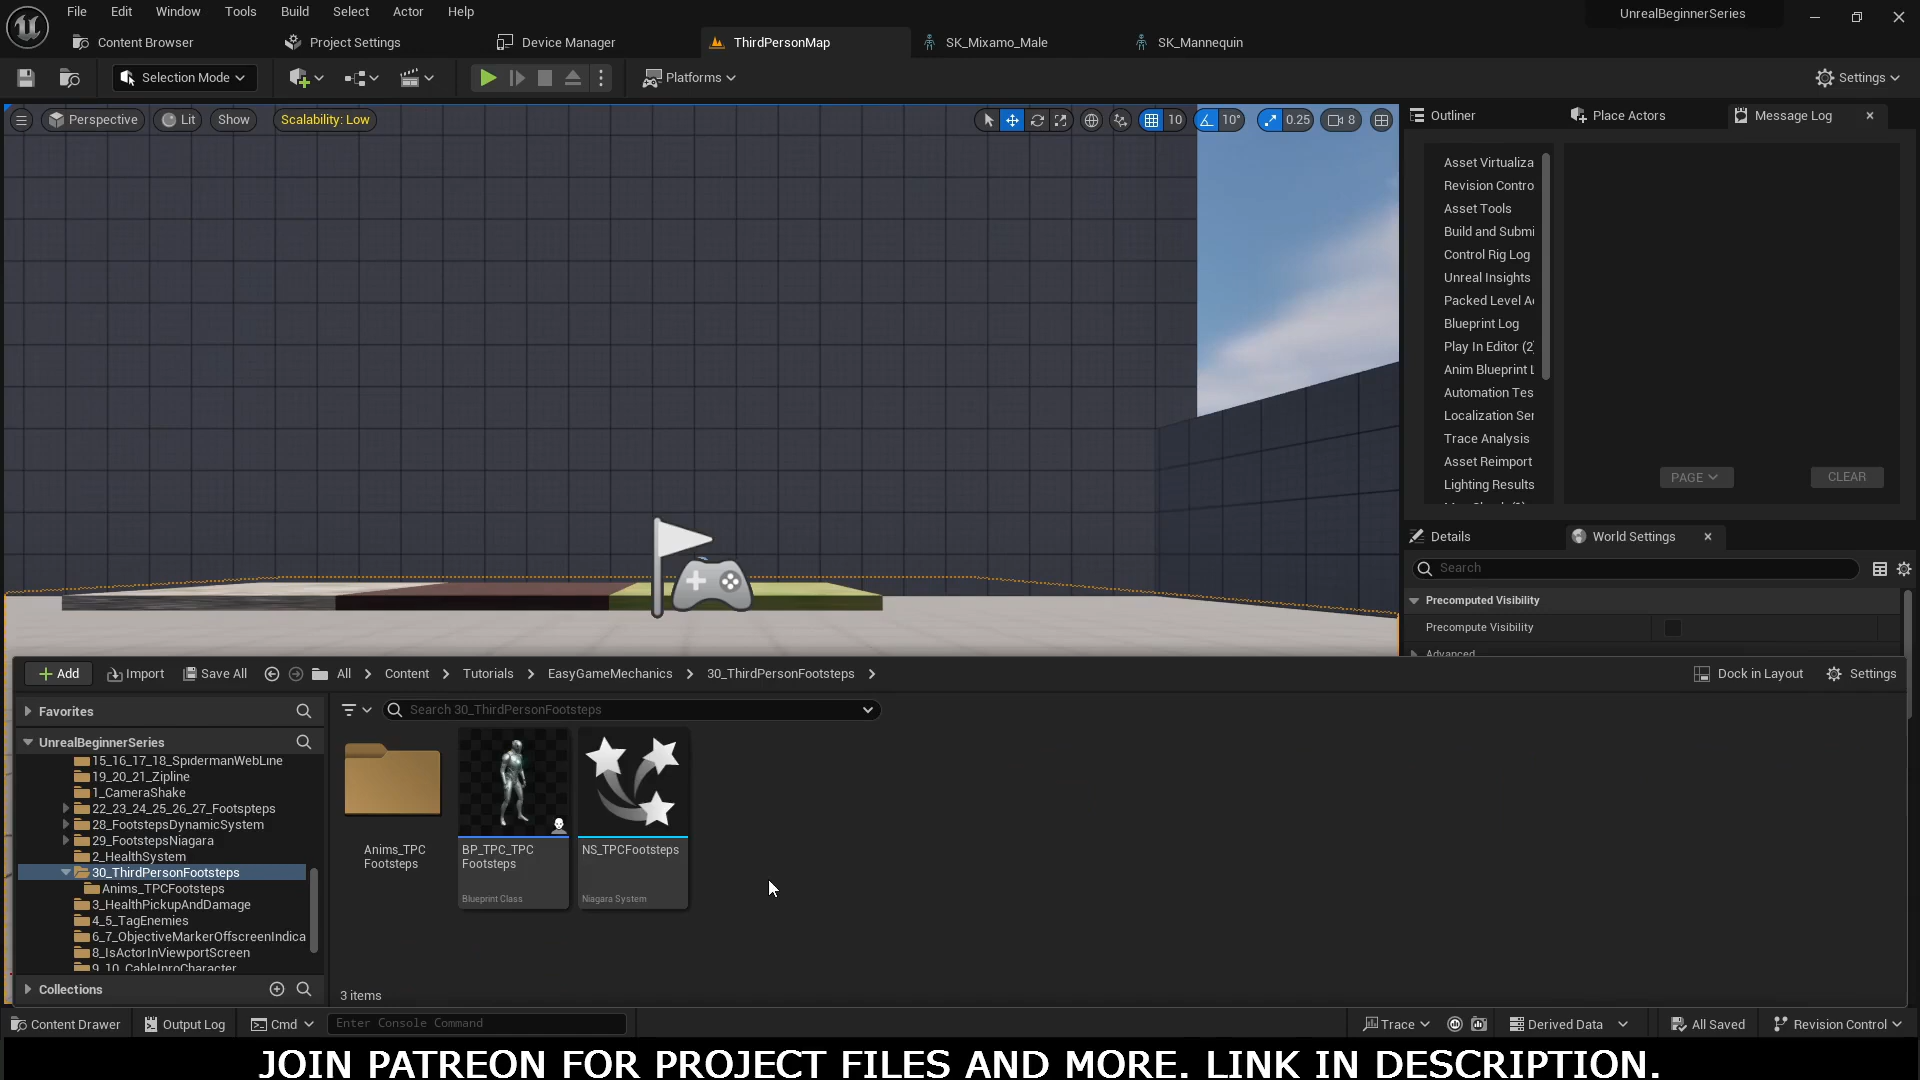 File Edit Window Tools Build Select Actor Help
UnrealBeginnerSeries
Content Browser Project Settings Device Manager ThirdPersonMap SK_Mixamo_Male SK_Mannequin
Selection Mode Platforms Settings
Perspective Lit Show Scalability: Low 10 10° 0.25 8
Outliner Place Actors Message Log
Asset Virtualiza
Revision Contro
Asset Tools
Build and Submi
Control Rig Log
Unreal Insights
Packed Level A
Blueprint Log
Play In Editor (2)
Anim Blueprint L
Automation Tes
Localization Ser
Trace Analysis
Asset Reimport
Lighting Results
PAGE CLEAR
Details World Settings
Search
Precomputed Visibility
Precompute Visibility
Advanced
Add Import Save All All Content Tutorials EasyGameMechanics 30_ThirdPersonFootsteps
Dock in Layout Settings
Favorites
Search 30_ThirdPersonFootsteps
UnrealBeginnerSeries
15_16_17_18_SpidermanWebLine
19_20_21_Zipline
1_CameraShake
22_23_24_25_26_27_Footspteps
28_FootstepsDynamicSystem
29_FootstepsNiagara
2_HealthSystem
30_ThirdPersonFootsteps
Anims_TPCFootsteps
3_HealthPickupAndDamage
4_5_TagEnemies
6_7_ObjectiveMarkerOffscreenIndica
8_IsActorInViewportScreen
9_10_CableInproCharacter
Anims_TPC
Footsteps
BP_TPC_TPC
Footsteps
Blueprint Class
NS_TPCFootsteps
Niagara System
Collections
3 items
Content Drawer Output Log Cmd Enter Console Command Trace Derived Data All Saved Revision Control
JOIN PATREON FOR PROJECT FILES AND MORE. LINK IN DESCRIPTION.